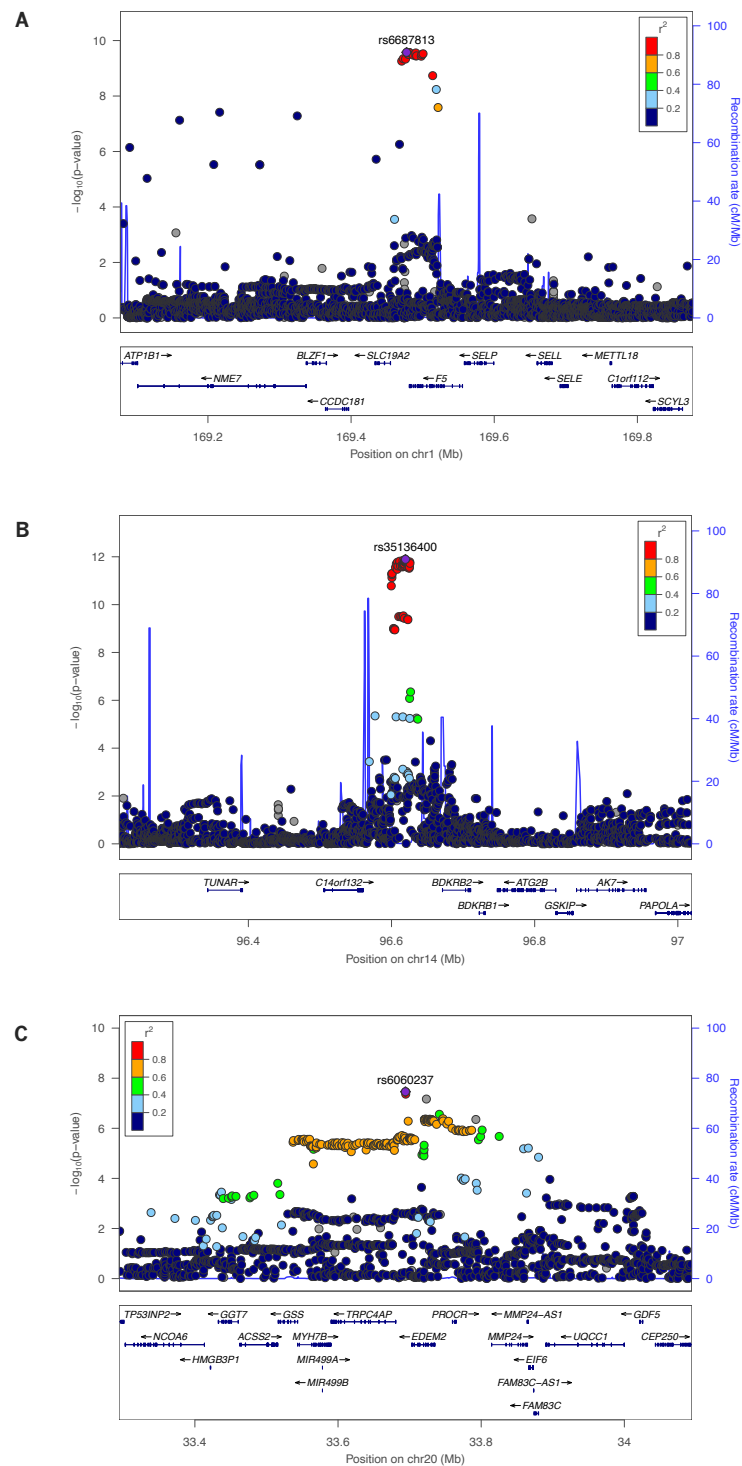 A
rs6687813
r2
0.8
0.6
0.4
0.2
10
8
6
4
2
0
−log10(p-value)
100
80
60
40
20
0
Recombination rate (cM/Mb)
ATP1B1→ BLZF1→ ←SLC19A2 ←SELP ←SELL ←METTL18
←NME7 ←F5 ←SELE C1orf112→
←CCDC181 ←SCYL3
169.2 169.4 169.6 169.8
Position on chr1 (Mb)
B
rs35136400
r2
0.8
0.6
0.4
0.2
12
10
8
6
4
2
0
−log10(p-value)
100
80
60
40
20
0
Recombination rate (cM/Mb)
TUNAR→ C14orf132→ BDKRB2→ ←ATG2B AK7→
BDKRB1→ GSKIP→ PAPOLA→
96.4 96.6 96.8 97
Position on chr14 (Mb)
C
rs6060237
r2
0.8
0.6
0.4
0.2
10
8
6
4
2
0
−log10(p-value)
100
80
60
40
20
0
Recombination rate (cM/Mb)
TP53INP2→ ←GGT7 ←GSS ←TRPC4AP PROCR→ ←MMP24−AS1 ←GDF5
←NCOA6 ACSS2→ MYH7B→ ←EDEM2 MMP24→ ←UQCC1 CEP250→
←HMGB3P1 MIR499A→ ←EIF6
←MIR499B FAM83C−AS1→
←FAM83C
33.4 33.6 33.8 34
Position on chr20 (Mb)